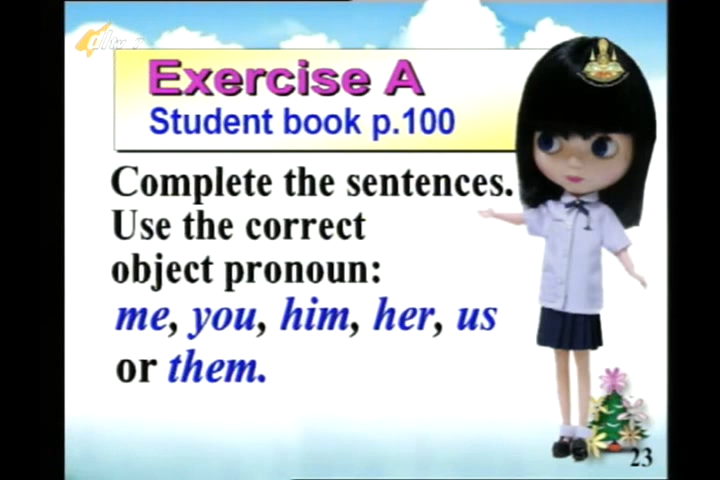 Exercise A
Student book p.100
Complete the sentences.
Use the correct
object pronoun:
me, you, him, her, us
or them.
23